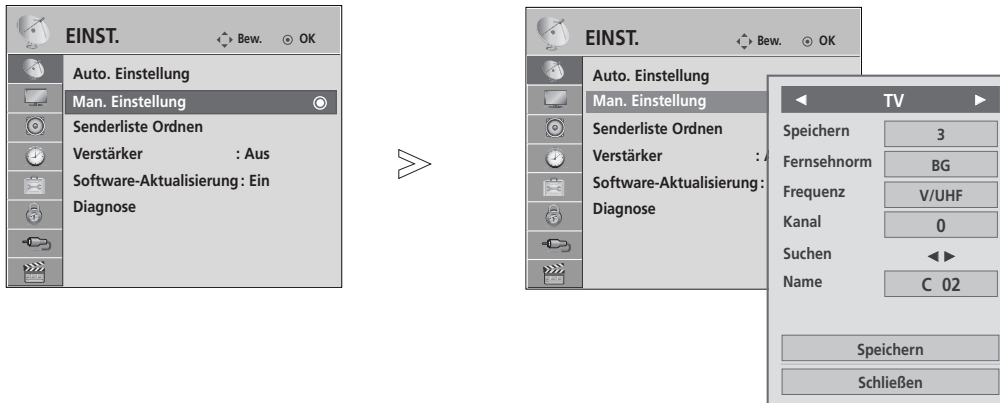 EINST. Bew. OK
Auto. Einstellung
Man. Einstellung
Senderliste Ordnen
Verstärker : Aus
Software-Aktualisierung : Ein
Diagnose
EINST. Bew. OK
Auto. Einstellung
Man. Einstellung
Senderliste Ordnen
Verstärker :
Software-Aktualisierung :
Diagnose
TV
Speichern 3
Fernsehnorm BG
Frequenz V/UHF
Kanal 0
Suchen
Name C 02
Speichern
Schließen